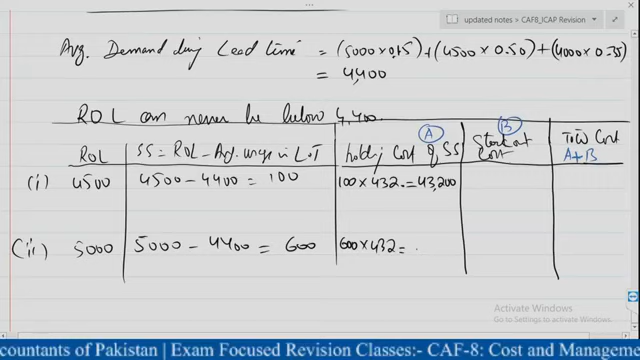 updated notes > CAF8_ICAP Revision
Avg. Demand during Lead time = (5000 x 0.15) + (4500 x 0.50) + (4000 x 0.35)
= 4,400
ROL can never be below 4,400.
A
B
ROL
SS = ROL - Avg. usage in L.T
Holding Cost of SS
Stock out Cost
Total Cost
A+B
(i) 4500
4500 - 4400 = 100
100 x 432 = 43,200
(ii) 5000
5000 - 4400 = 600
600 x 432 =
Activate Windows
Go to Settings to activate Windows.
countants of Pakistan | Exam Focused Revision Classes:- CAF-8: Cost and Managem